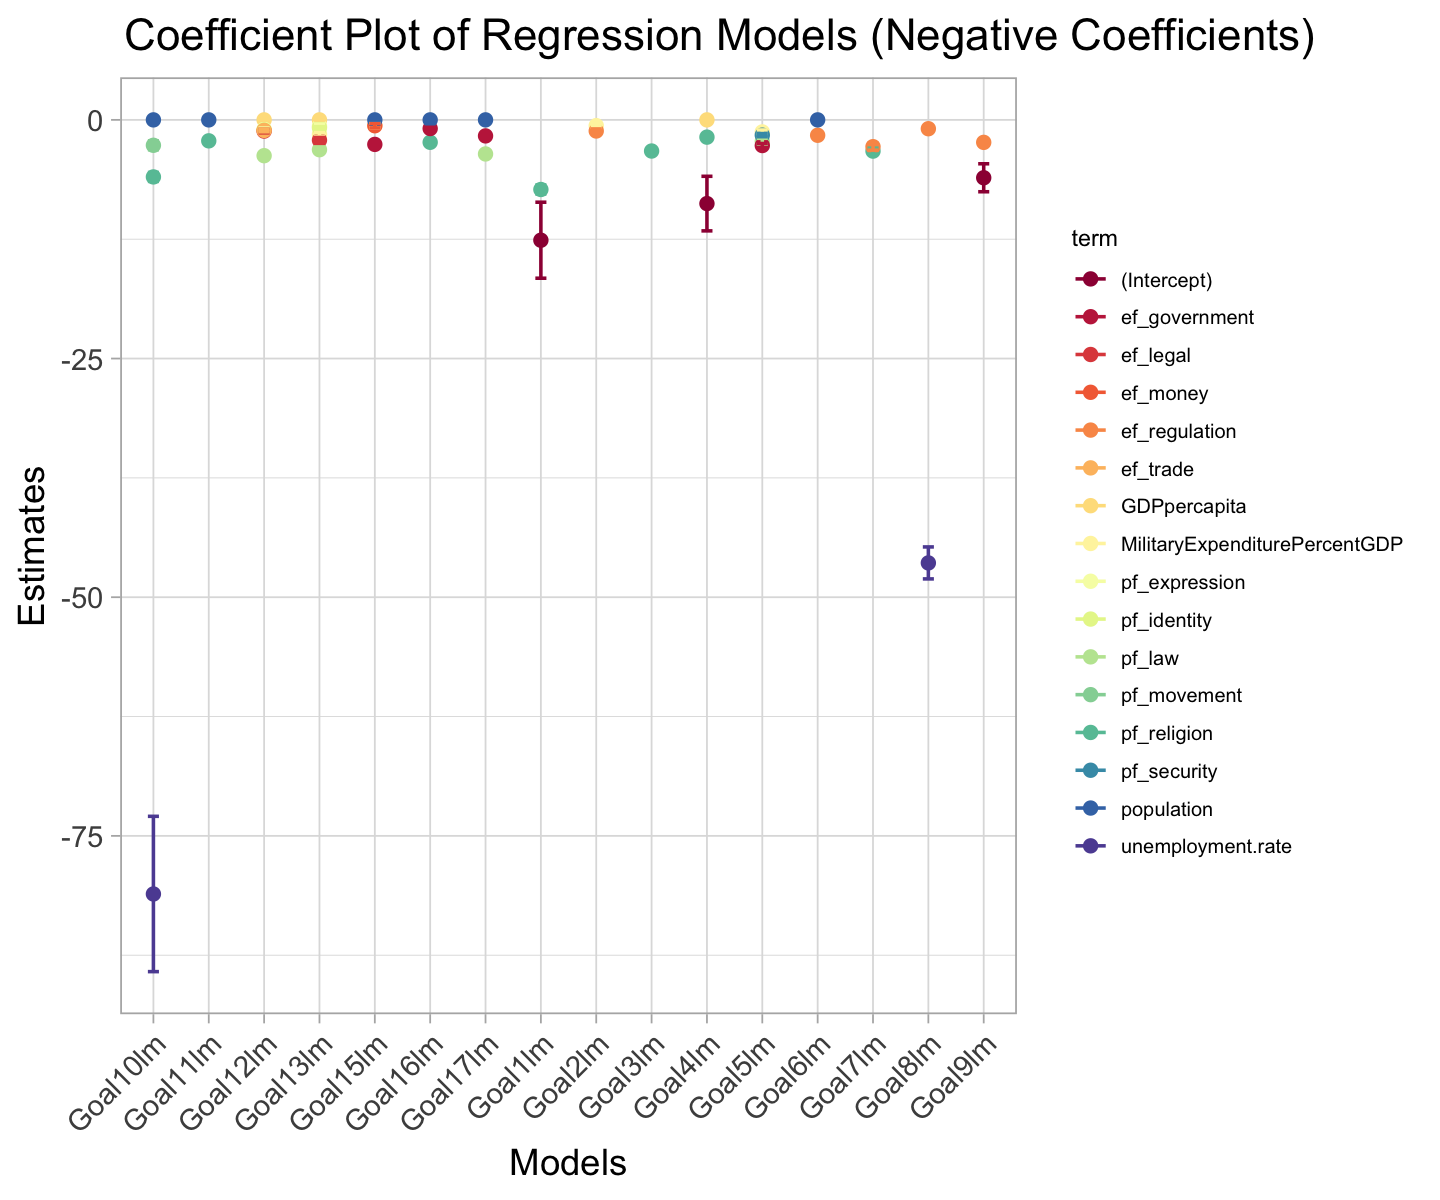 Coefficient Plot of Regression Models (Negative Coefficients)
0
-25
-50
-75
Estimates
Goal10lm
Goal11lm
Goal12lm
Goal13lm
Goal15lm
Goal16lm
Goal17lm
Goal1lm
Goal2lm
Goal3lm
Goal4lm
Goal5lm
Goal6lm
Goal7lm
Goal8lm
Goal9lm
Models
term
(Intercept)
ef_government
ef_legal
ef_money
ef_regulation
ef_trade
GDPpercapita
MilitaryExpenditurePercentGDP
pf_expression
pf_identity
pf_law
pf_movement
pf_religion
pf_security
population
unemployment.rate